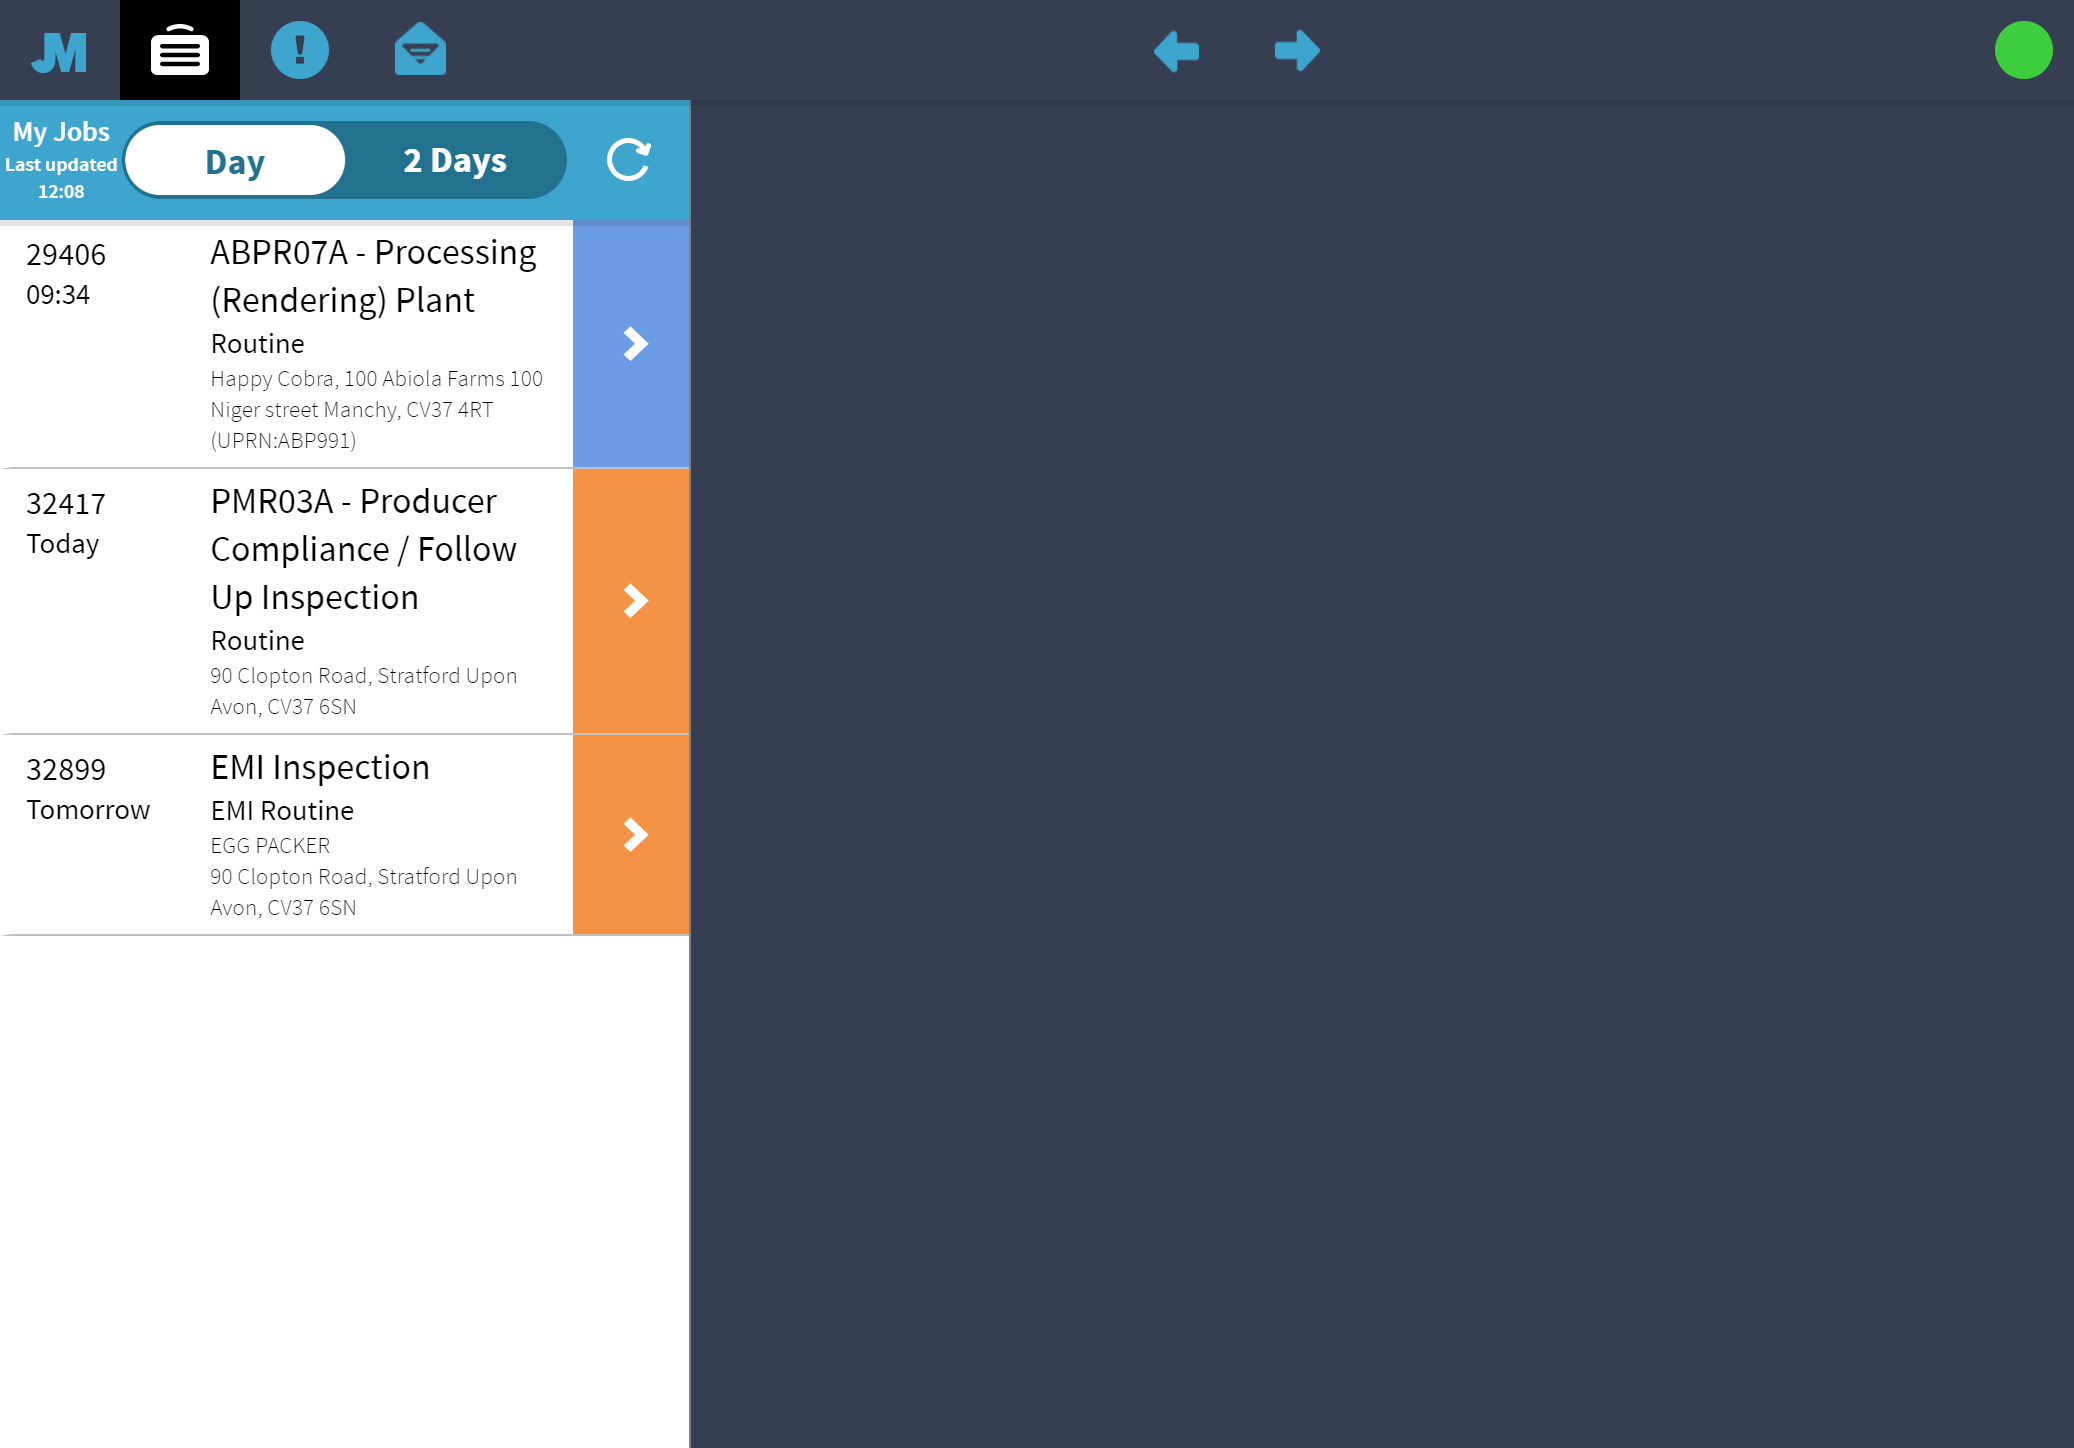 JM
!
My Jobs
Last updated
12:08
Day
2 Days
29406
09:34
ABPR07A - Processing
(Rendering) Plant
Routine
Happy Cobra, 100 Abiola Farms 100
Niger street Manchy, CV37 4RT
(UPRN:ABP991)
32417
Today
PMR03A - Producer
Compliance / Follow
Up Inspection
Routine
90 Clopton Road, Stratford Upon
Avon, CV37 6SN
32899
Tomorrow
EMI Inspection
EMI Routine
EGG PACKER
90 Clopton Road, Stratford Upon
Avon, CV37 6SN